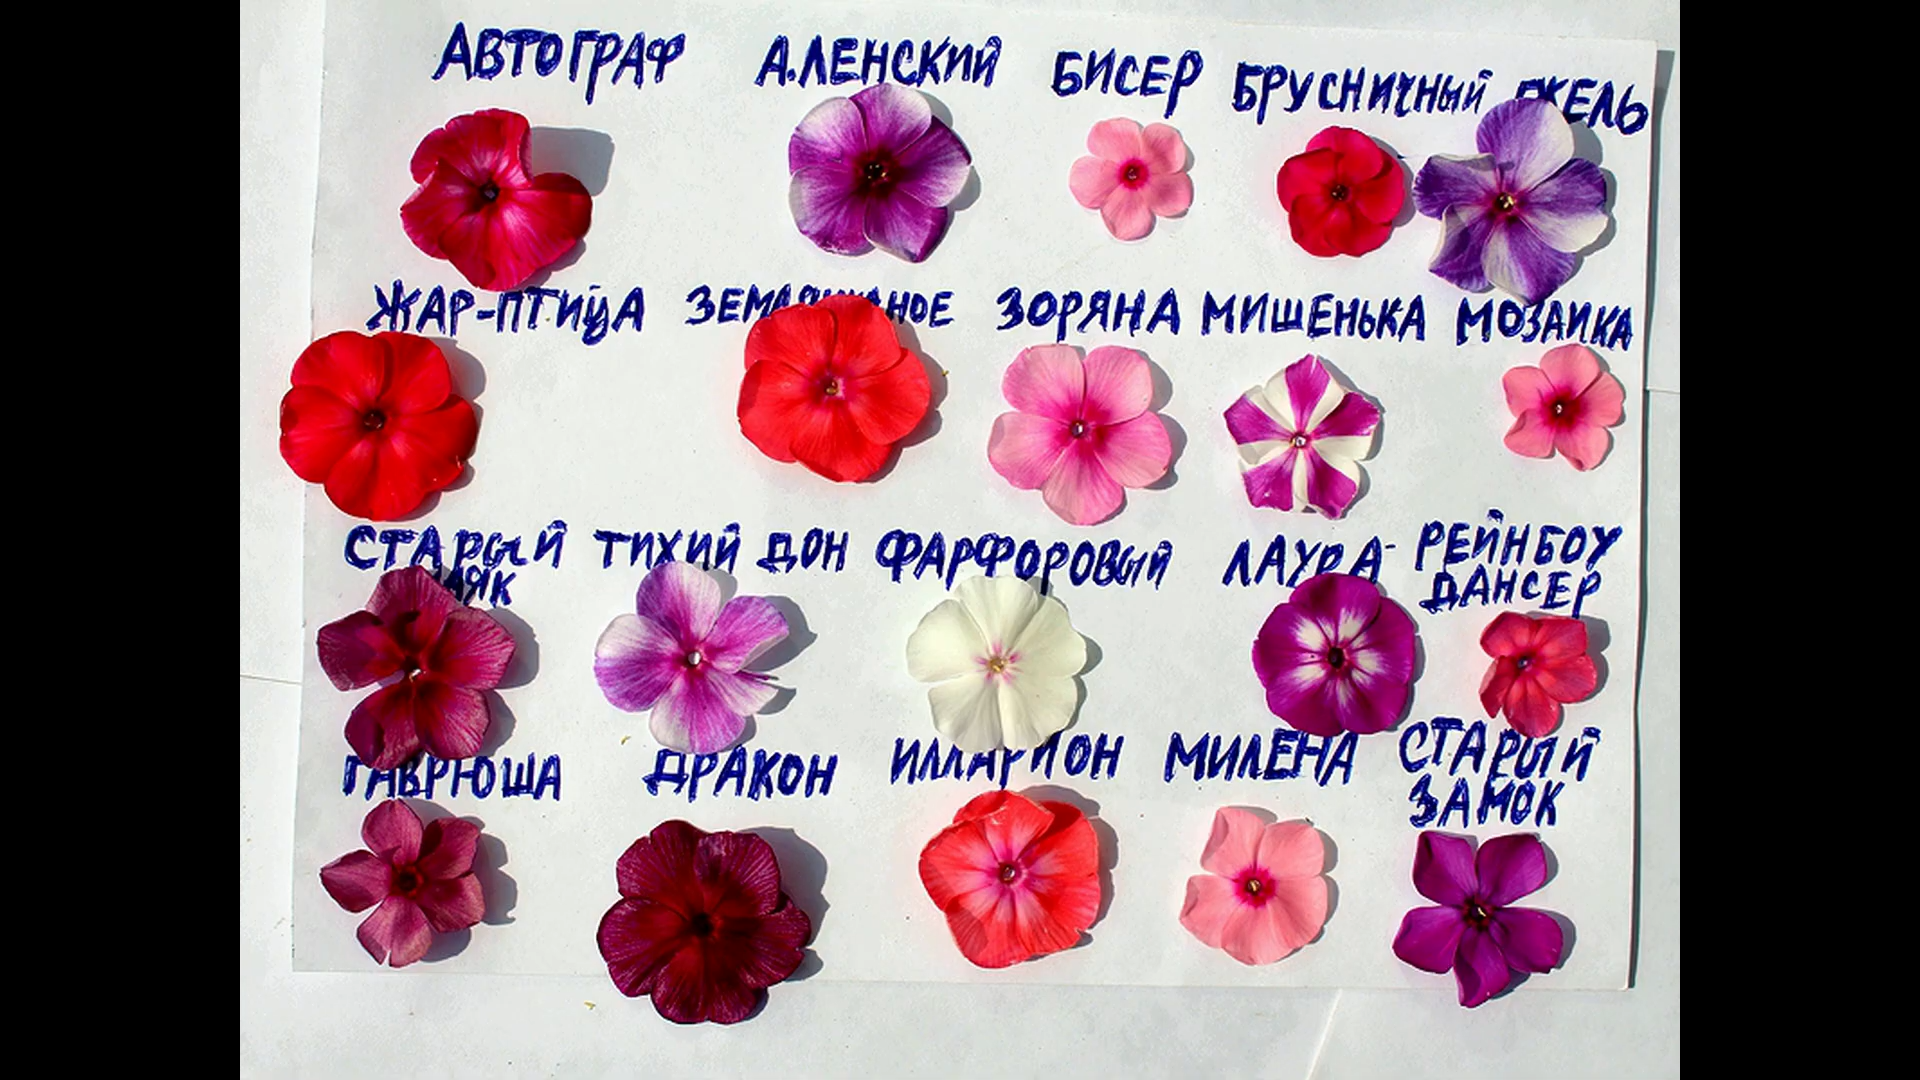 АВТОГРАФ А.ЛЕНСКИЙ БИСЕР БРУСНИЧНЫЙ
ЖАР-ПТИЦА ЗОРЯНА МИШЕНЬКА МОЗАИКА
СТАРЫЙ ТИХИЙ ДОН ФАРФОРОВЫЙ ЛАУРА РЕЙНБОУ
ДАНСЕР
ГАВРЮША ДРАКОН ИЛЛАРИОН МИЛЕНА СТАРЫЙ
ЗАМОК